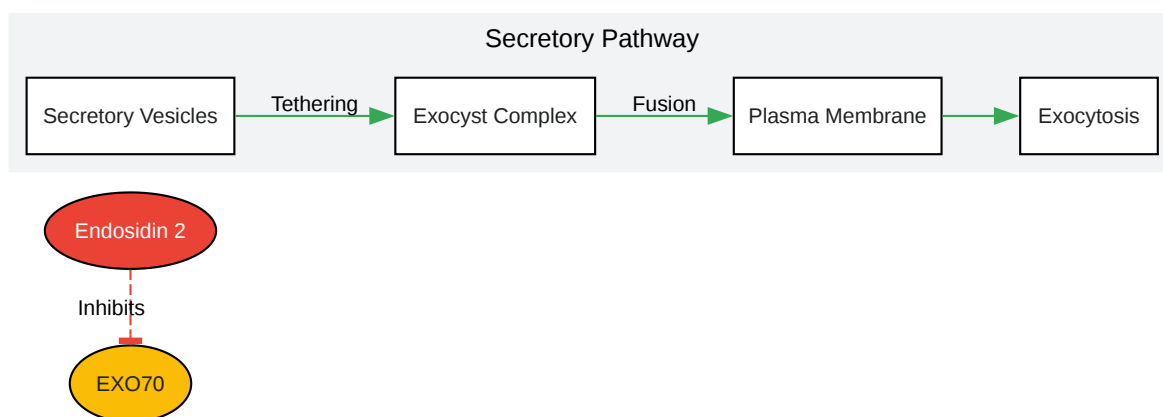 Secretory Pathway
Secretory Vesicles
Tethering
Exocyst Complex
Fusion
Plasma Membrane
Exocytosis
Endosidin 2
Inhibits
EXO70